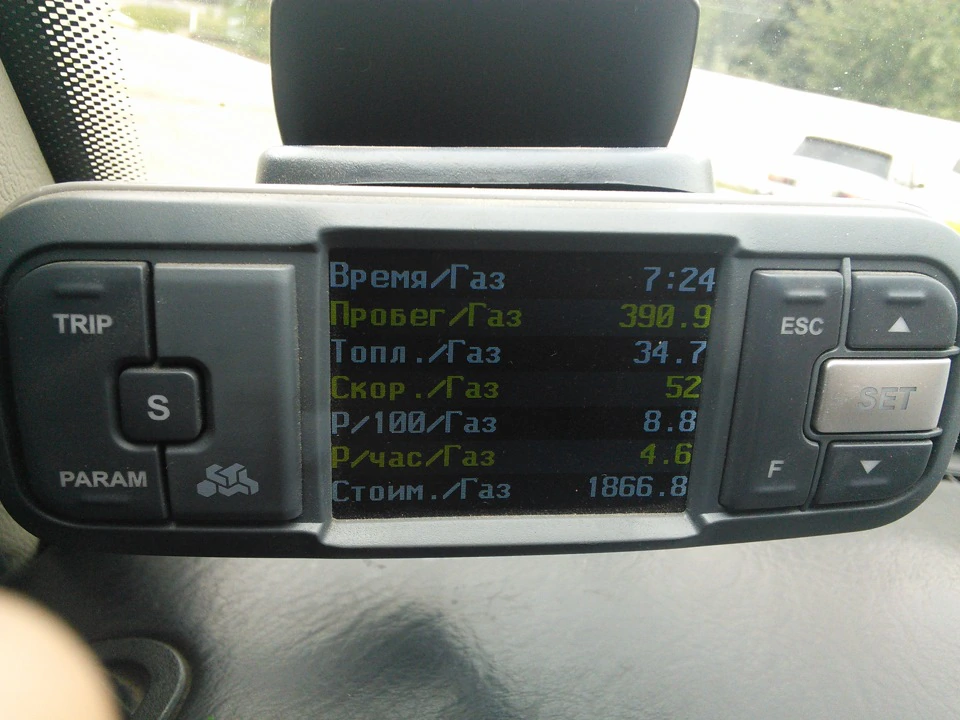 TRIP
S
PARAM
Время/Газ 7:24
Пробег/Газ 390.9
Топл./Газ 34.7
Скор./Газ 52
Р/100/Газ 8.8
Р/час/Газ 4.6
Стоим./Газ 1866.8
ESC
SET
F